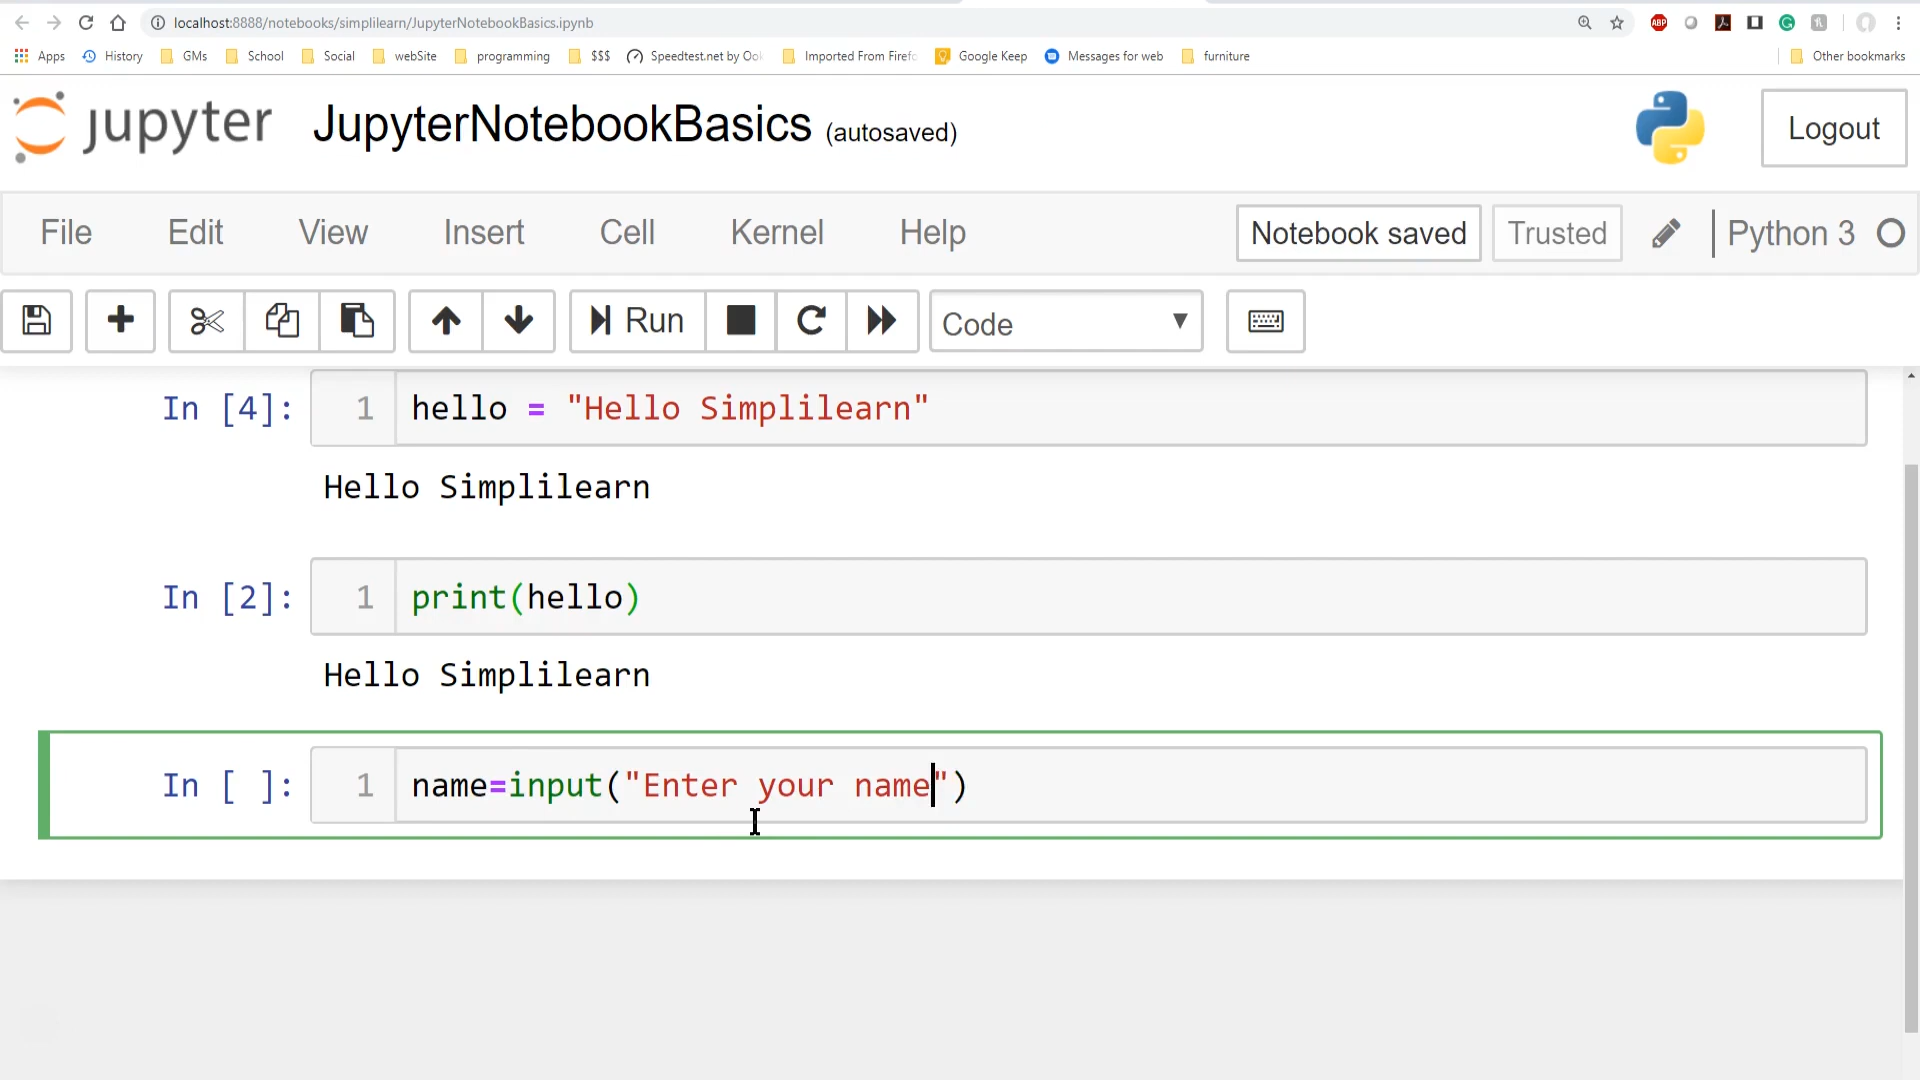 localhost:8888/notebooks/simplilearn/JupyterNotebookBasics.ipynb ABP
Apps History GMs School Social webSite programming $$$ Speedtest.net by Ook Imported From Firefo Google Keep Messages for web furniture Other bookmarks
jupyter JupyterNotebookBasics (autosaved) Logout
File Edit View Insert Cell Kernel Help Notebook saved Trusted Python 3
Run Code
In [4]: 1 hello = "Hello Simplilearn"
Hello Simplilearn
In [2]: 1 print(hello)
Hello Simplilearn
In [ ]: 1 name=input("Enter your name")